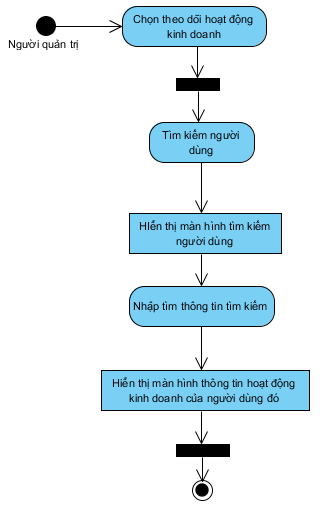 Chọn theo dõi hoạt động
kinh doanh
Người quản trị
Tìm kiếm người
dùng
Hiển thị màn hình tìm kiếm
người dùng
Nhập tìm thông tin tìm kiếm
Hiển thị màn hình thông tin hoạt động
kinh doanh của người dùng đó